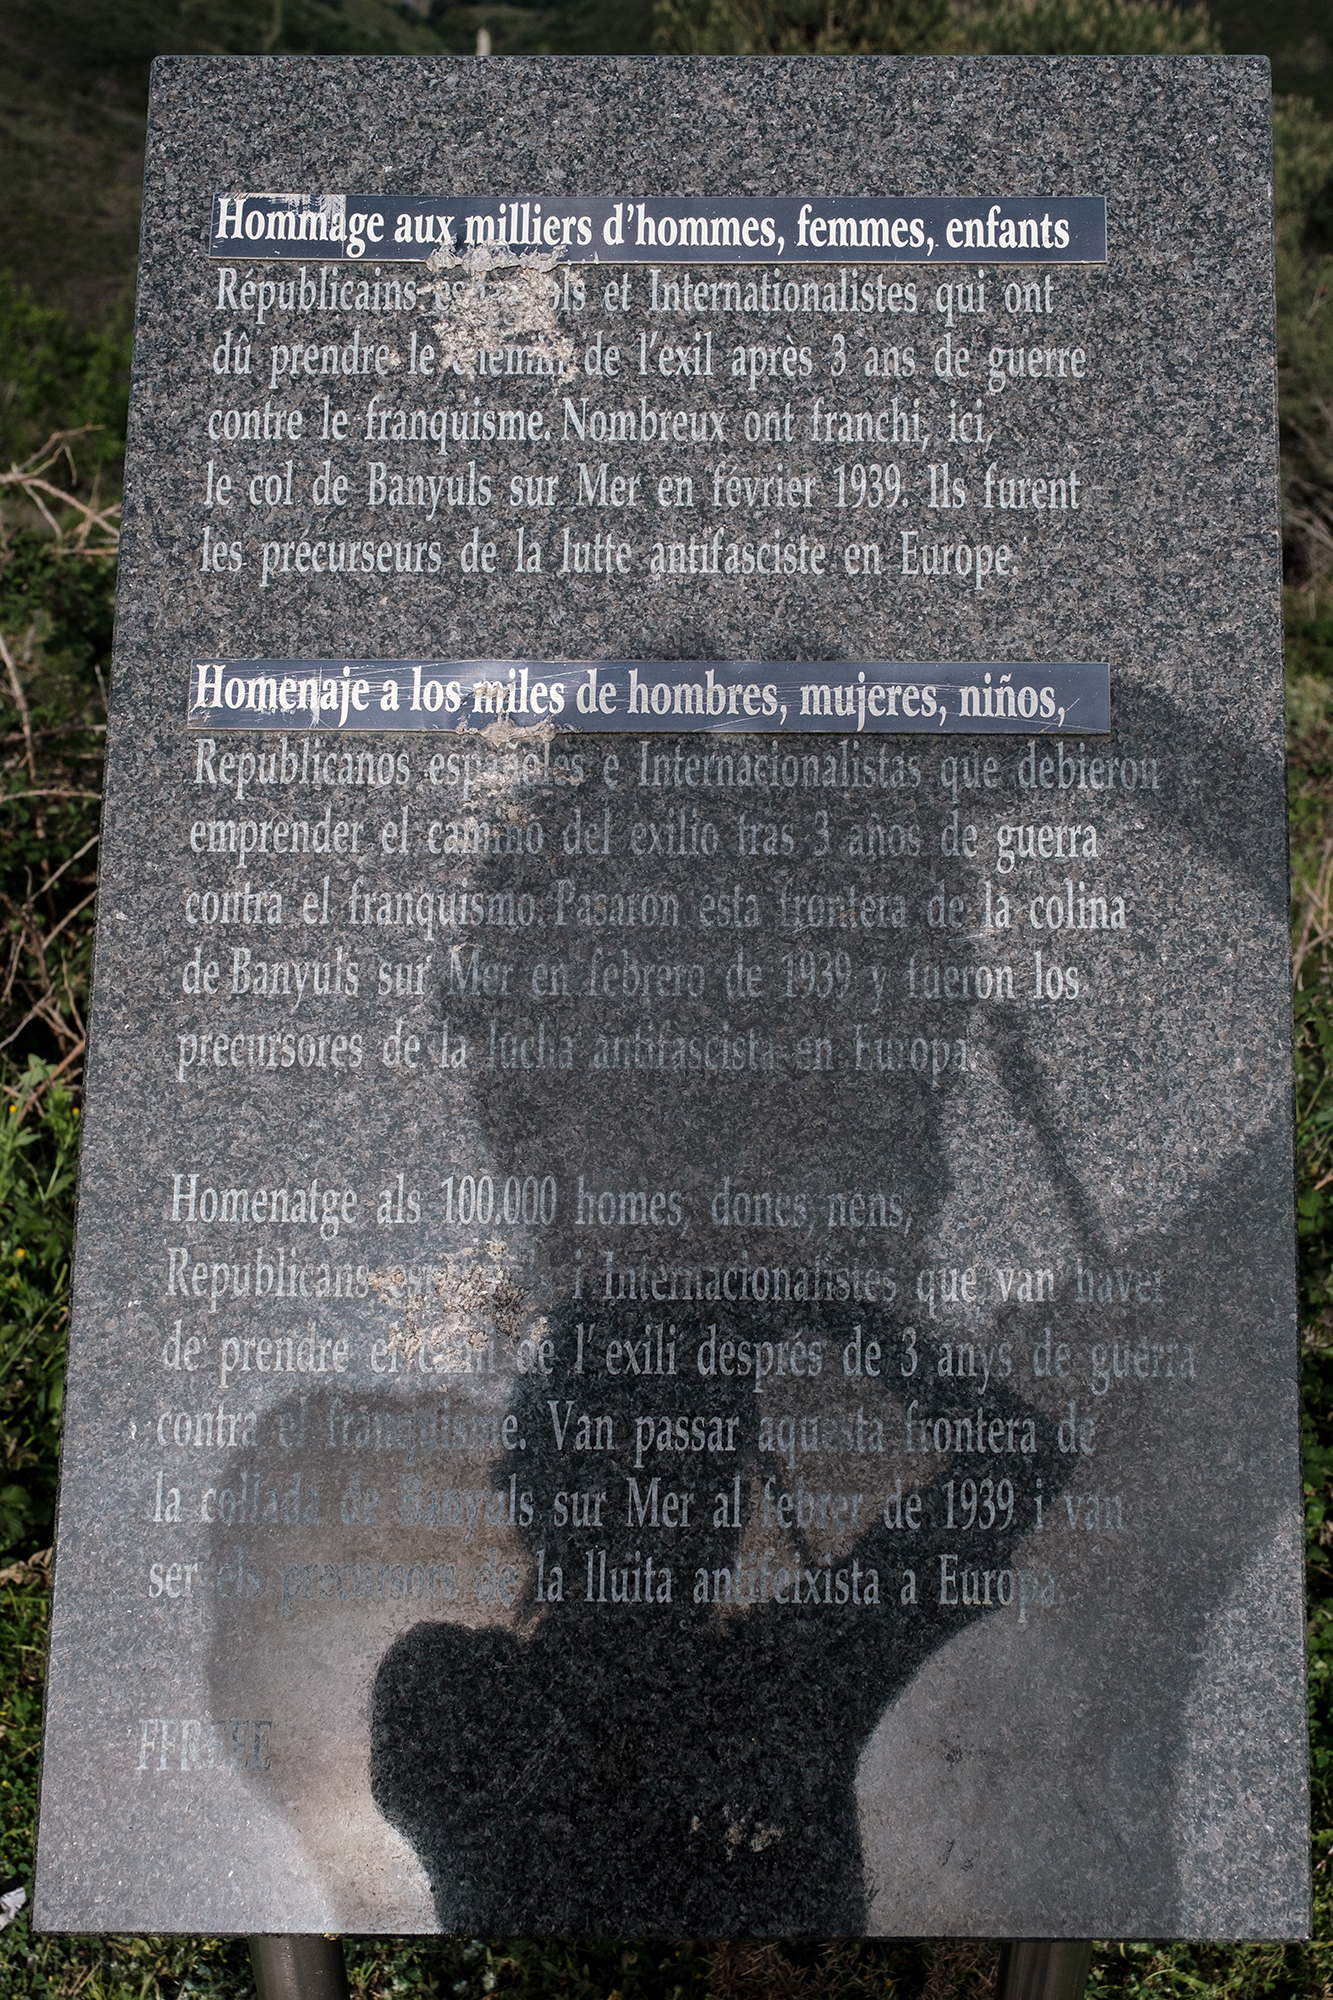 Hommage aux milliers d'hommes, femmes, enfants
Républicains et Internationalistes qui ont
dû prendre le chemin de l'exil après 3 ans de guerre
contre le franquisme. Nombreux ont franchi, ici,
le col de Banyuls sur Mer en février 1939. Ils furent
les précurseurs de la lutte antifasciste en Europe.
Homenaje a los miles de hombres, mujeres, niños,
Republicanos españoles e Internacionalistas que debieron
emprender el camino del exilio tras 3 años de guerra
contra el franquismo. Pasaron esta frontera de la colina
de Banyuls sur Mer en febrero de 1939 y fueron los
precursores de la lucha antifascista en Europa.
Homenatge als 100.000 homes, dones, nens,
Republicans i Internacionalistes que van haver
de prendre el de l'exili després de 3 anys de guerra
contra el franquisme. Van passar aquesta frontera de
la collada de Banyuls sur Mer al febrer de 1939 i van
ser els precursors de la lluita antifeixista a Europa.